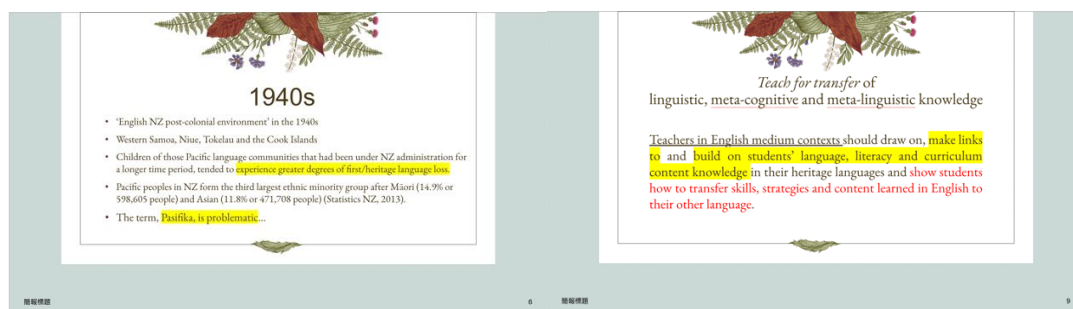 1940s
• ‘English NZ post-colonial environment’ in the 1940s
• Western Samoa, Niue, Tokelau and the Cook Islands
• Children of those Pacific language communities that had been under NZ administration for
a longer time period, tended to experience greater degrees of first/heritage language loss.
• Pacific peoples in NZ form the third largest ethnic minority group after Māori (14.9% or
598,605 people) and Asian (11.8% or 471,708 people) (Statistics NZ, 2013).
• The term, Pasifika, is problematic...
簡報標題
6
Teach for transfer of
linguistic, meta-cognitive and meta-linguistic knowledge
Teachers in English medium contexts should draw on, make links
to and build on students’ language, literacy and curriculum
content knowledge in their heritage languages and show students
how to transfer skills, strategies and content learned in English to
their other language.
簡報標題
9